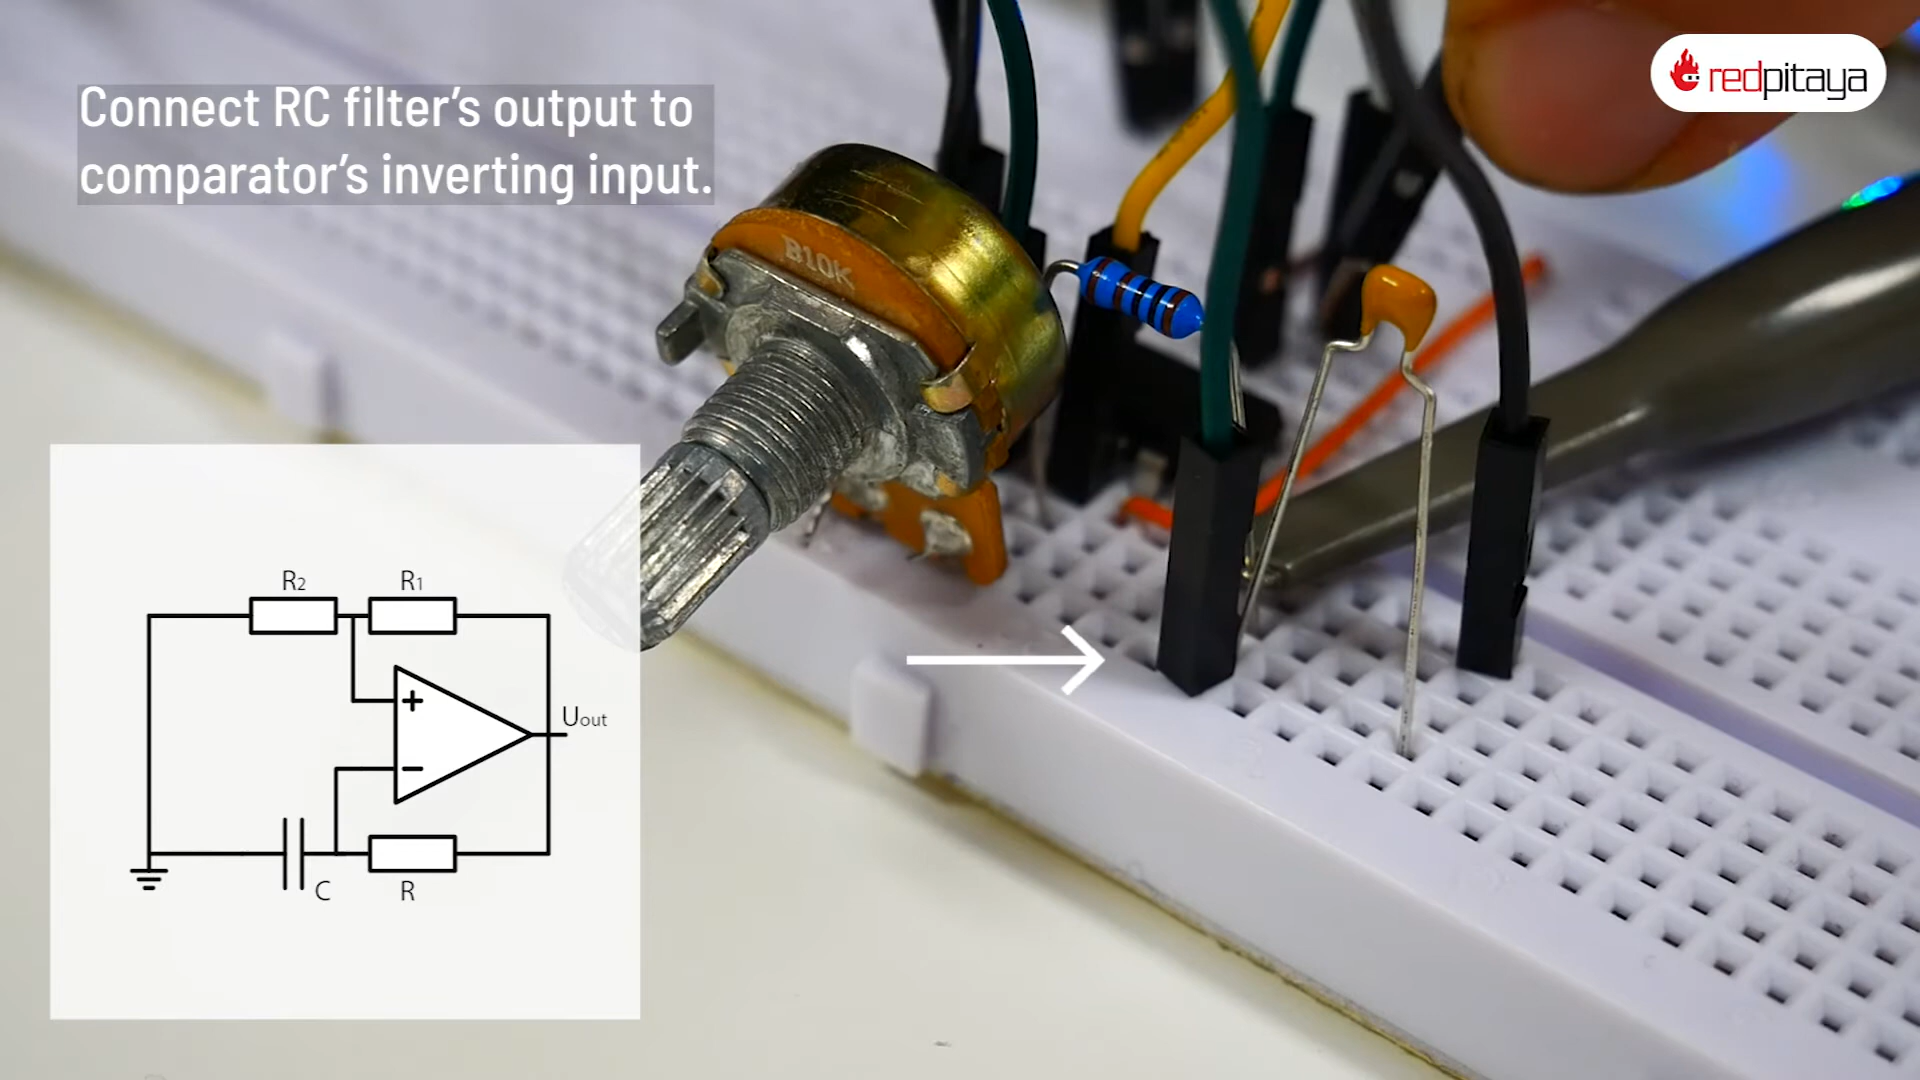 Connect RC filter's output to
comparator's inverting input.
redpitaya
B10K
R2
R1
+
Uout
−
C
R